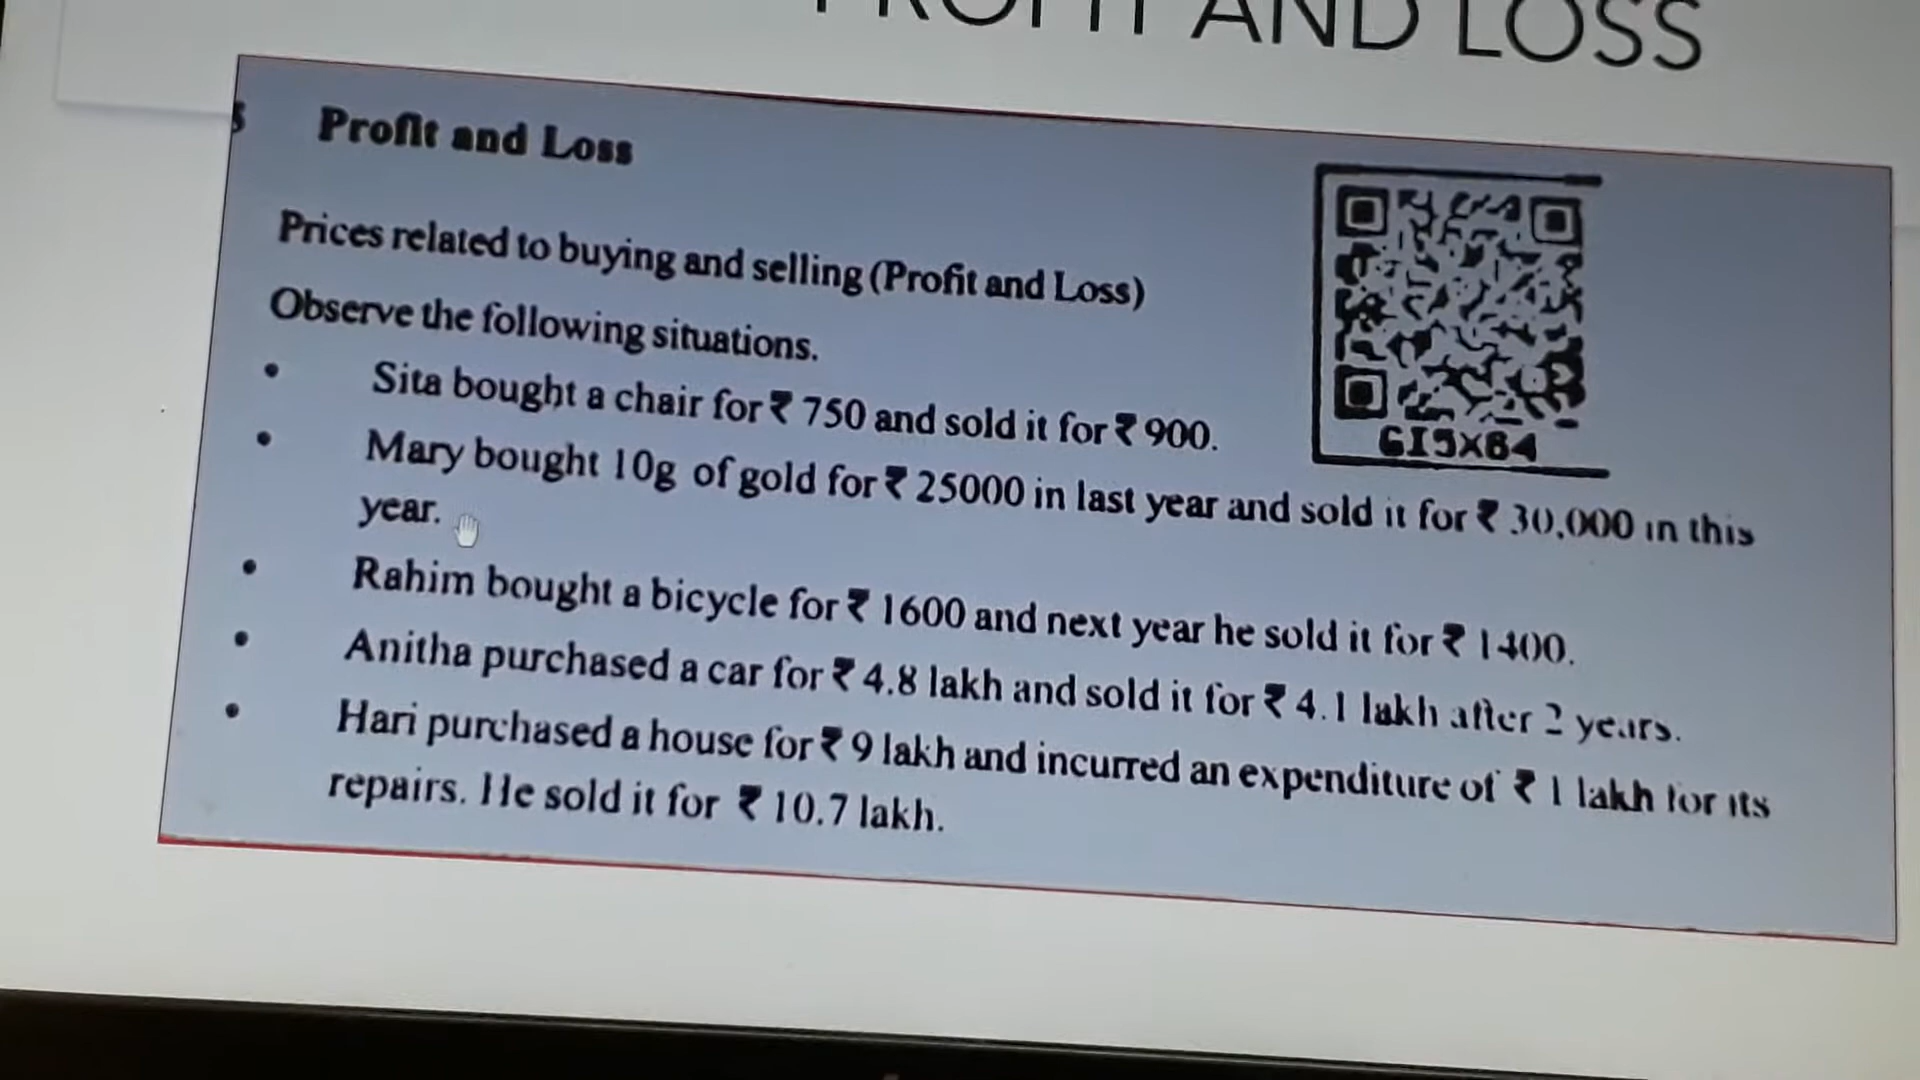 PROFIT AND LOSS
Profit and Loss
Prices related to buying and selling (Profit and Loss)
Observe the following situations.
• Sita bought a chair for ₹ 750 and sold it for ₹ 900.
• Mary bought 10g of gold for ₹ 25000 in last year and sold it for ₹ 30,000 in this
year.
• Rahim bought a bicycle for ₹ 1600 and next year he sold it for ₹ 1400.
• Anitha purchased a car for ₹ 4.8 lakh and sold it for ₹ 4.1 lakh after 2 years.
• Hari purchased a house for ₹ 9 lakh and incurred an expenditure of ₹ 1 lakh for its
repairs. He sold it for ₹ 10.7 lakh.